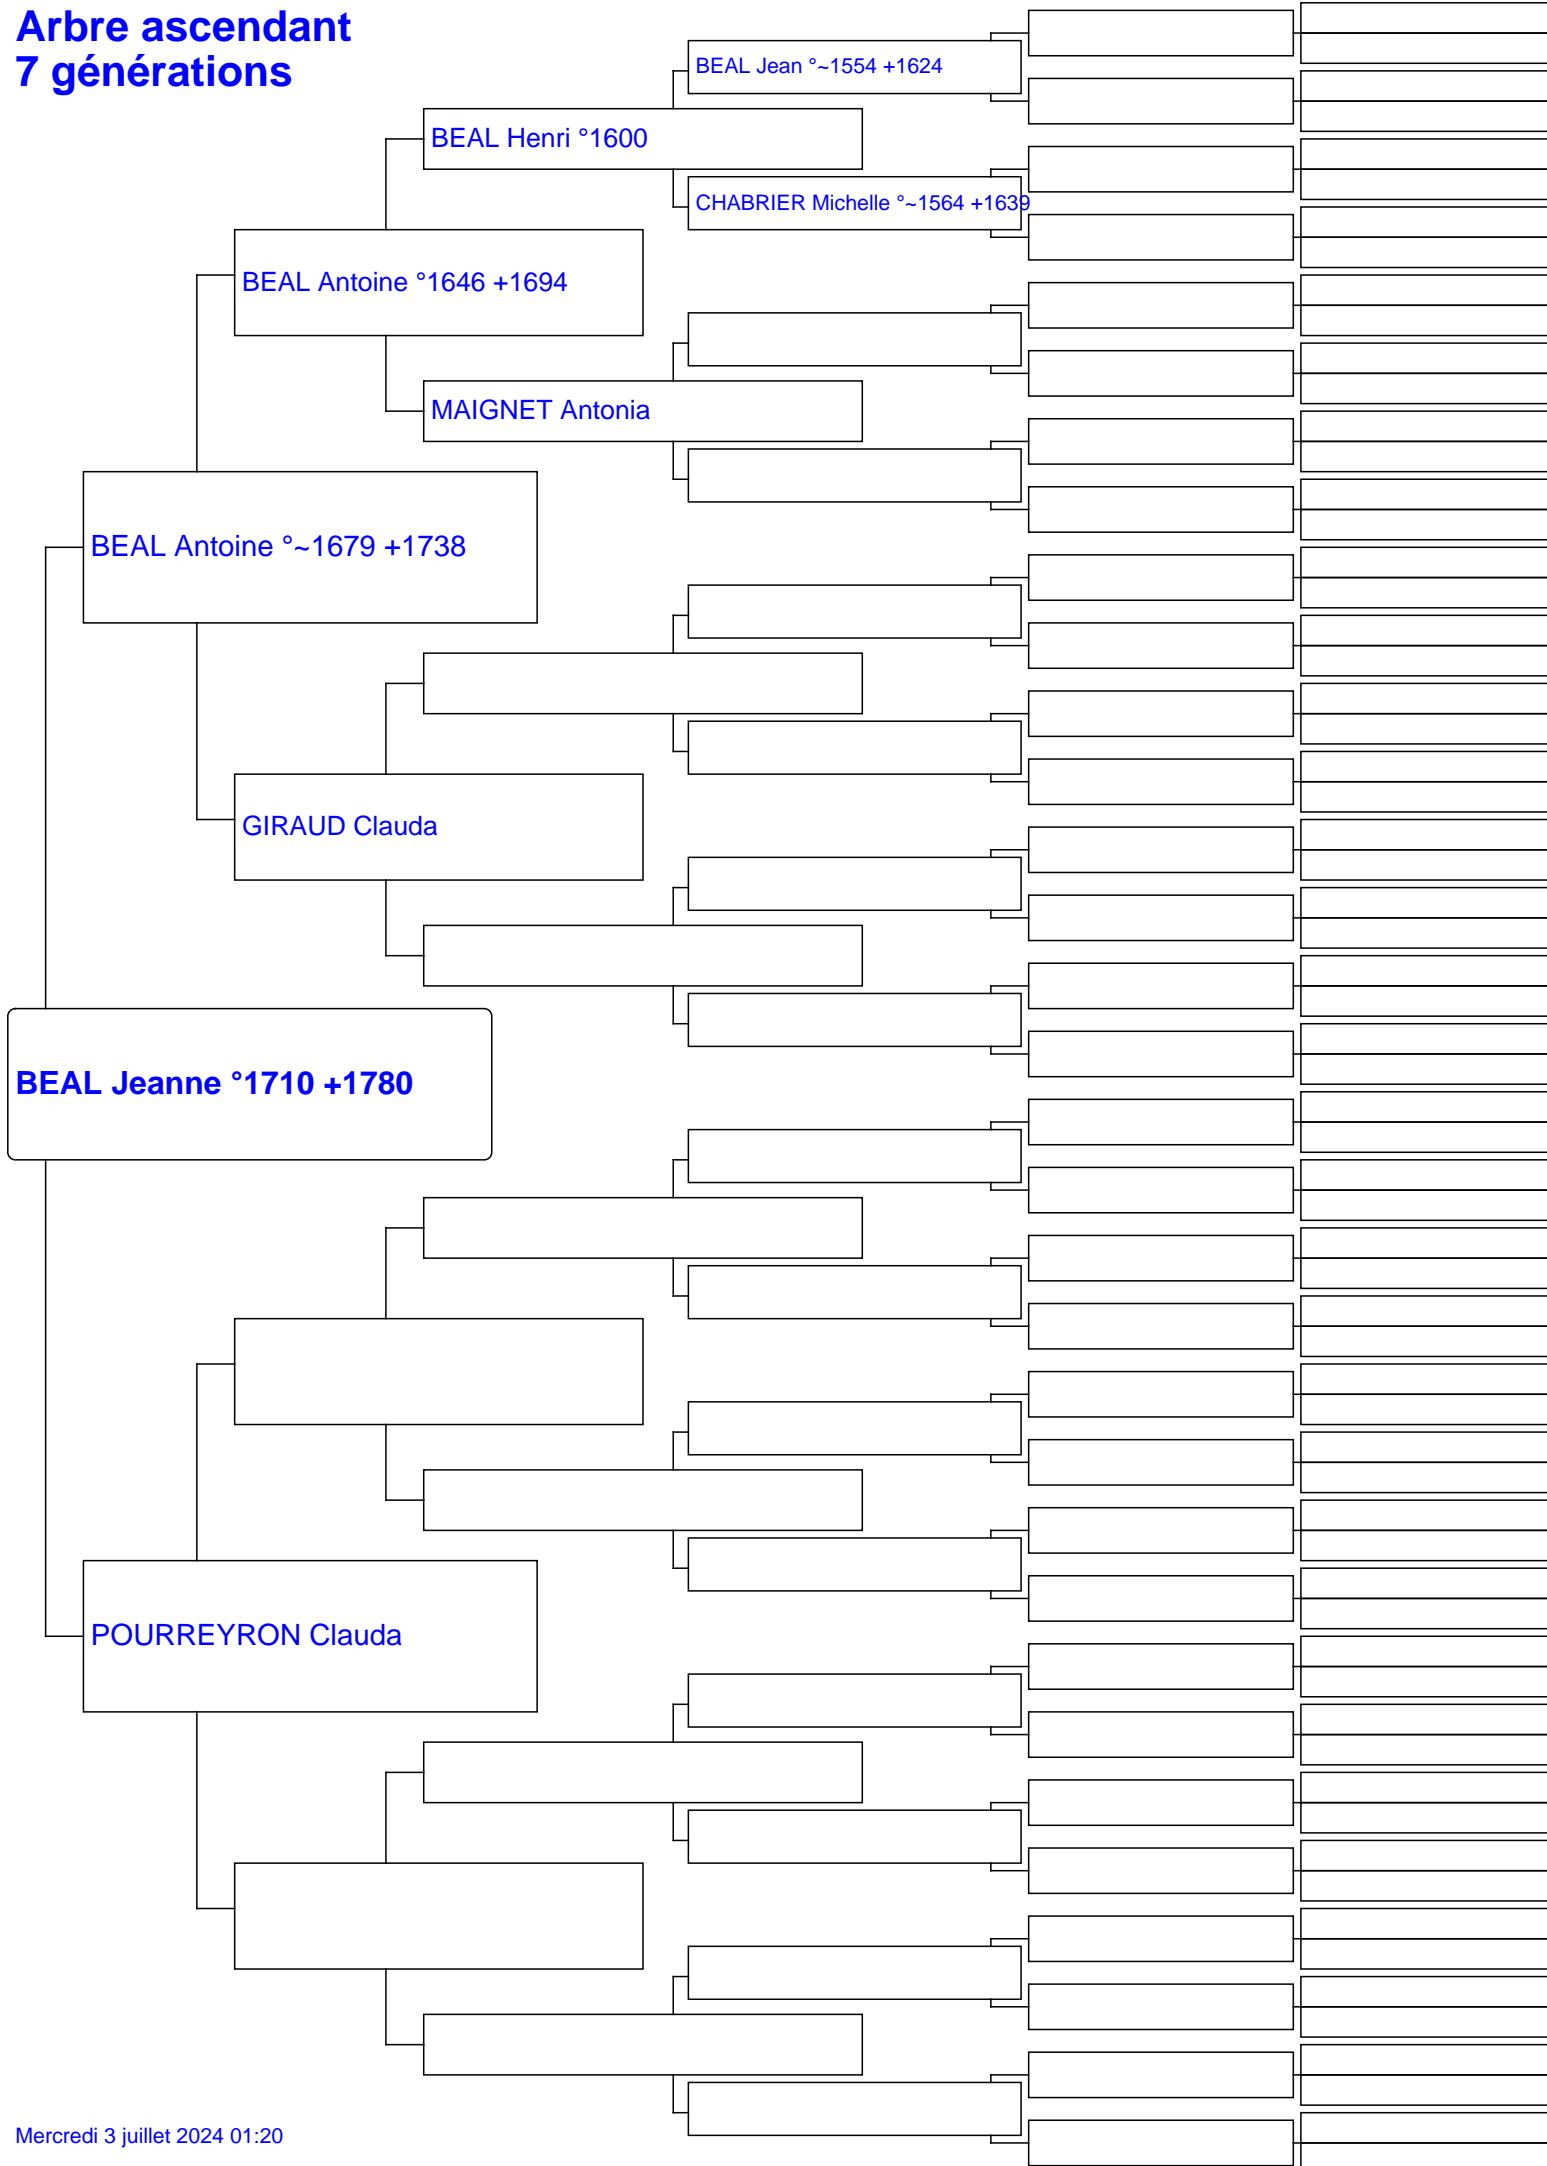 Arbre ascendant
7 générations
BEAL Jean °~1554 +1624
BEAL Henri °1600
CHABRIER Michelle °~1564 +1639
BEAL Antoine °1646 +1694
MAIGNET Antonia
BEAL Antoine °~1679 +1738
GIRAUD Clauda
BEAL Jeanne °1710 +1780
POURREYRON Clauda
Mercredi 3 juillet 2024 01:20